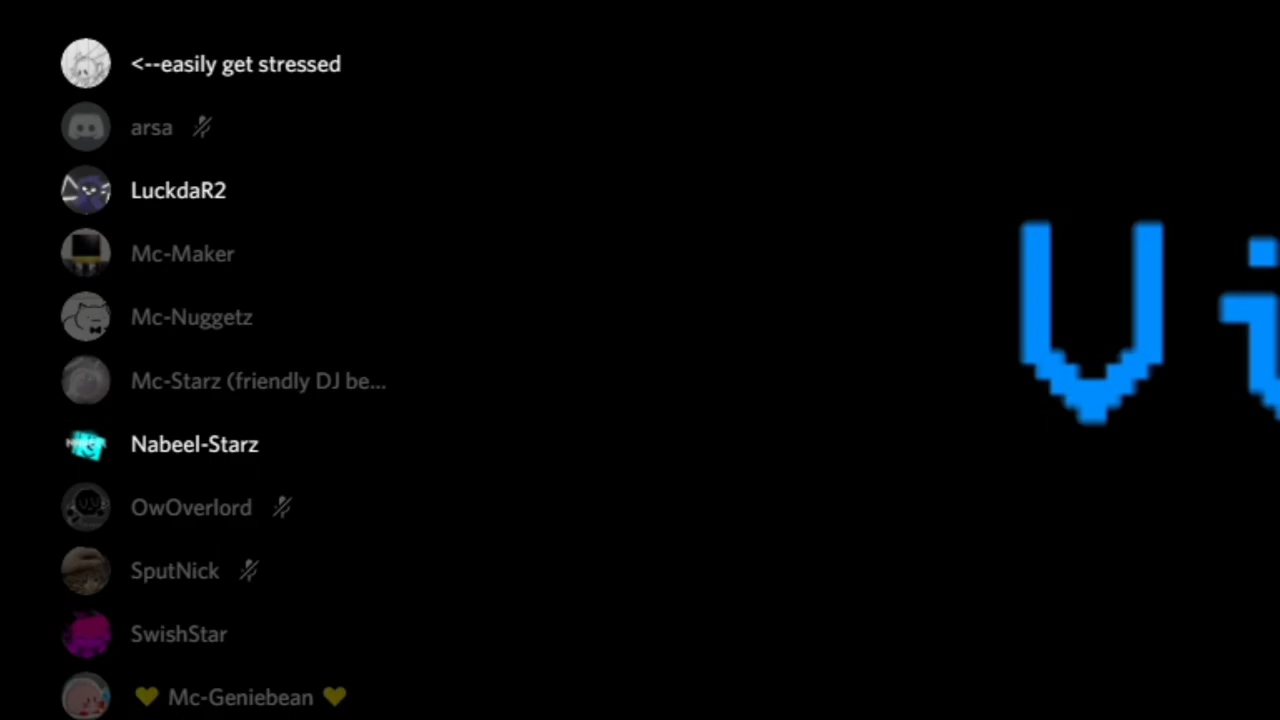 <--easily get stressed
arsa
LuckdaR2
Mc-Maker
Mc-Nuggetz
Mc-Starz (friendly DJ be...
Nabeel-Starz
OwOverlord
SputNick
SwishStar
💛 Mc-Geniebean 💛
Vi